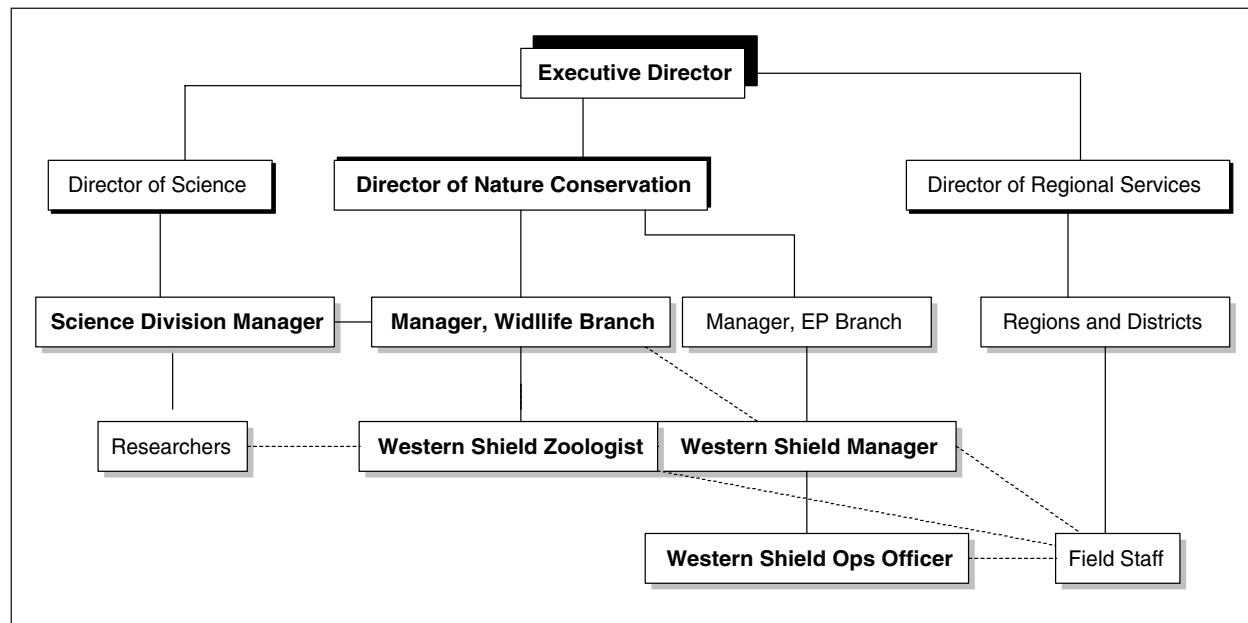 Executive Director
Director of Science
Director of Nature Conservation
Director of Regional Services
Science Division Manager
Manager, Widllife Branch
Manager, EP Branch
Regions and Districts
Researchers
Western Shield Zoologist
Western Shield Manager
Western Shield Ops Officer
Field Staff